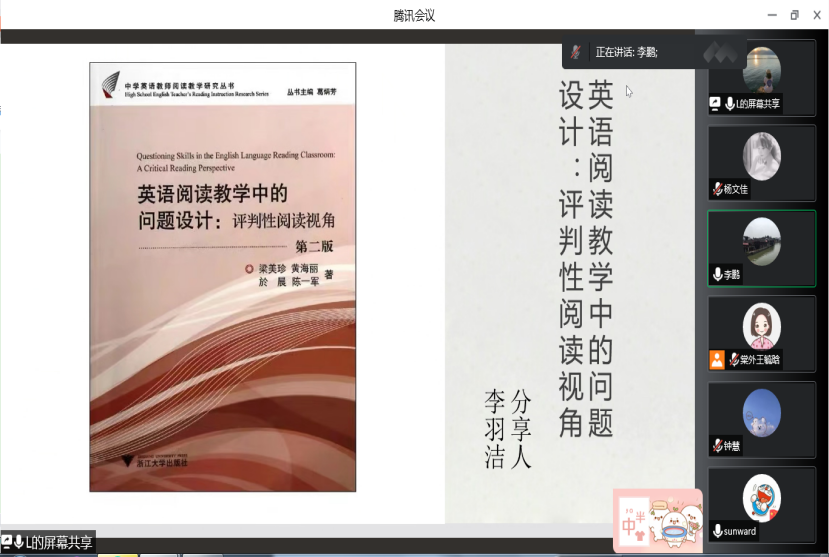 腾讯会议
正在讲话: 李鹏;
中学英语教师阅读教学研究丛书
High School English Teacher's Reading Instruction Research Series
丛书主编 葛炳芳
Questioning Skills in the English Language Reading Classroom:
A Critical Reading Perspective
英语阅读教学中的
问题设计：评判性阅读视角
第二版
梁美珍 黄海丽
於 晨 陈一军 著
浙江大学出版社
英语阅读教学中的问题
设计：评判性阅读视角
分享人
李羽洁
L的屏幕共享
杨文佳
李鹏
棠外王毓晗
钟慧
sunward
中
半
L的屏幕共享